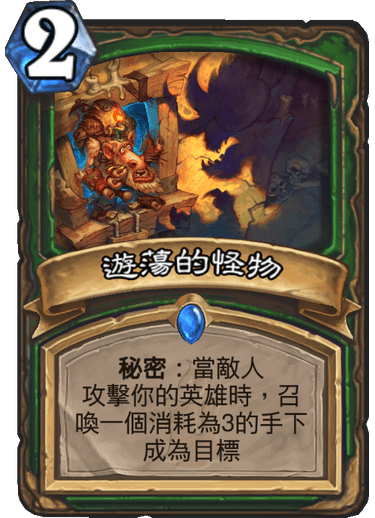 2
遊蕩的怪物
秘密：當敵人
攻擊你的英雄時，召
喚一個消耗為3的手下
成為目標